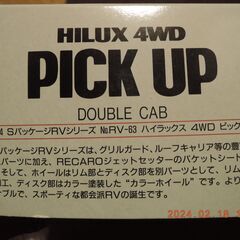 HILUX 4WD
PICK UP
DOUBLE CAB
4 SパッケージRVシリーズ №RV-63 ハイラックス 4WD ピック
パッケージRVシリーズは、グリルガード、ルーフキャリア等の豊
パーツに加え、RECAROジェットセッターのバケットシート
。そして、ホイールはリム部とディスク部を別パーツとして、リム
加工、ディスク部はカラー塗装した"カラーホイール"です。より
ブルで、スポーティな都会派RVの誕生です。
2024.02.18